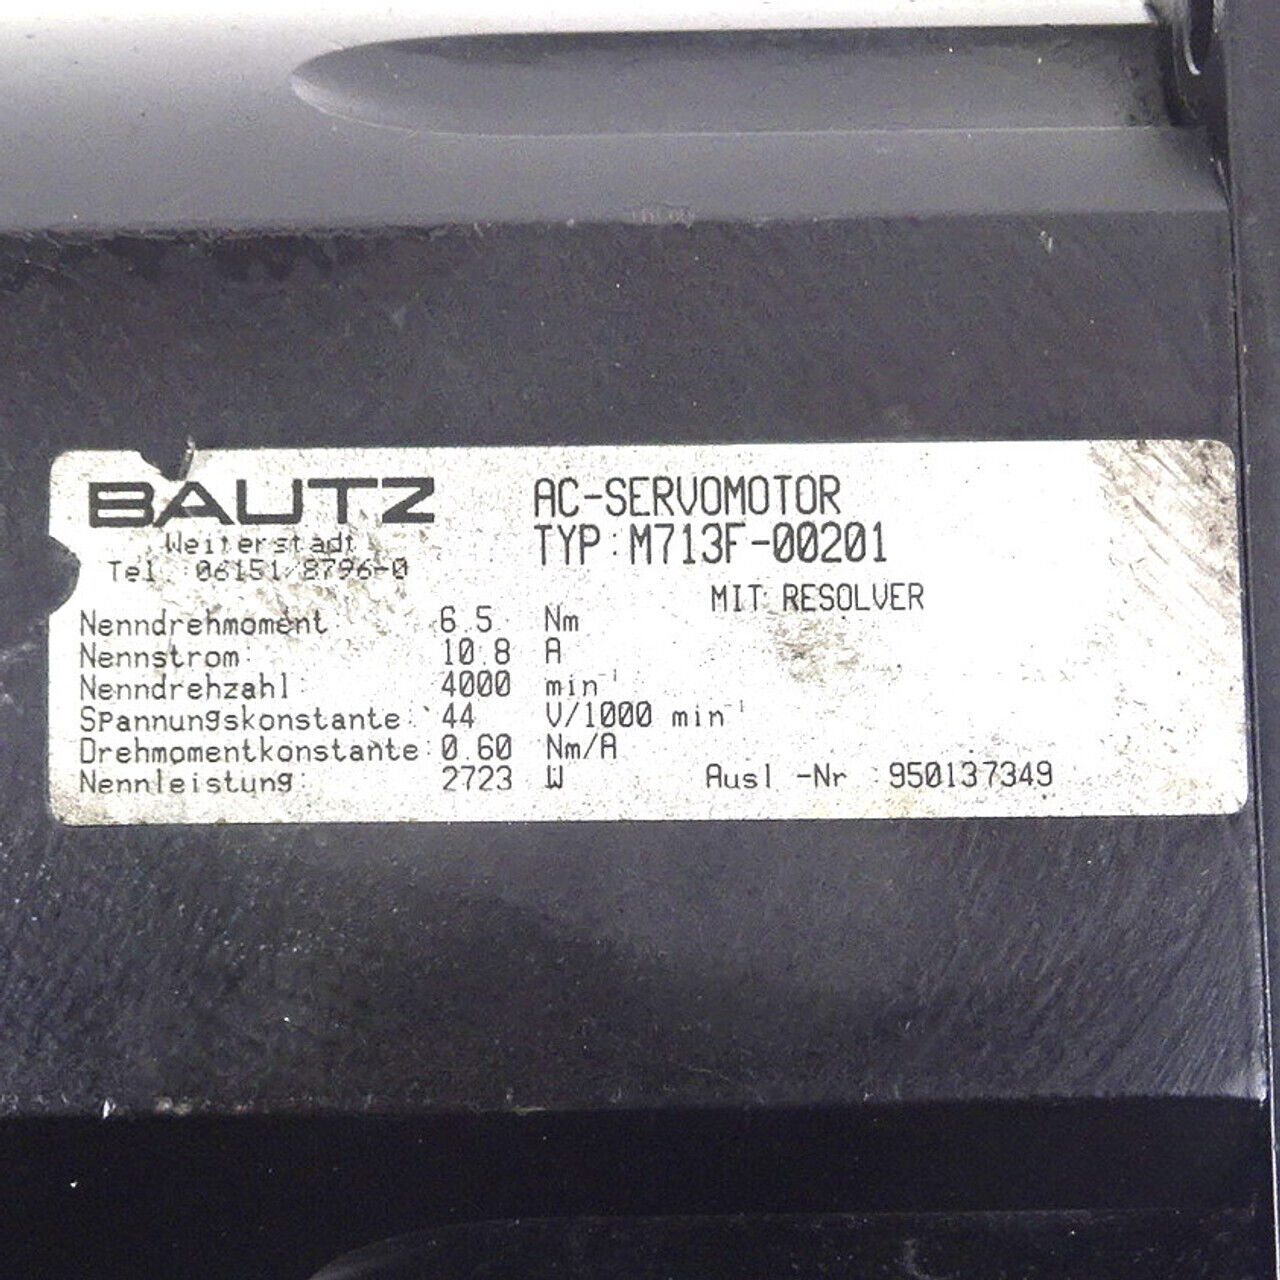 BAUTZ
Weiterstadt
Tel.: 06151/8796-0
AC-SERVOMOTOR
TYP: M713F-00201
MIT RESOLVER
Nenndrehmoment: 6.5 Nm
Nennstrom: 10.8 A
Nenndrehzahl: 4000 min⁻¹
Spannungskonstante: 44 V/1000 min⁻¹
Drehmomentkonstante: 0.60 Nm/A
Nennleistung: 2723 W
Ausl.-Nr.: 950137349